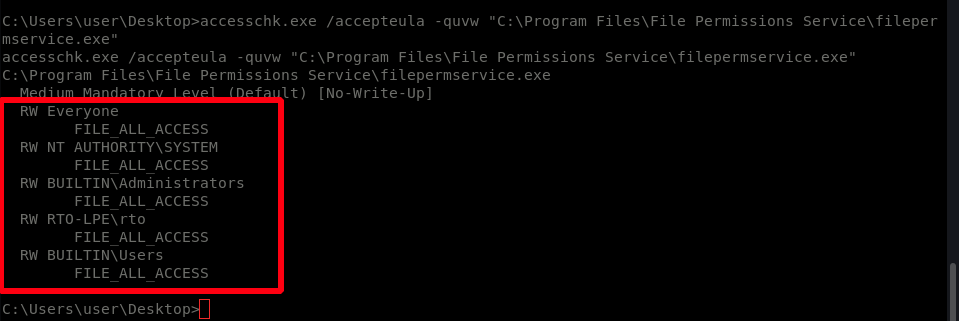 C:\Users\user\Desktop>accesschk.exe /accepteula -quvw "C:\Program Files\File Permissions Service\fileper
mservice.exe"
accesschk.exe /accepteula -quvw "C:\Program Files\File Permissions Service\filepermservice.exe"
C:\Program Files\File Permissions Service\filepermservice.exe
  Medium Mandatory Level (Default) [No-Write-Up]
  RW Everyone
        FILE_ALL_ACCESS
  RW NT AUTHORITY\SYSTEM
        FILE_ALL_ACCESS
  RW BUILTIN\Administrators
        FILE_ALL_ACCESS
  RW RTO-LPE\rto
        FILE_ALL_ACCESS
  RW BUILTIN\Users
        FILE_ALL_ACCESS
C:\Users\user\Desktop>